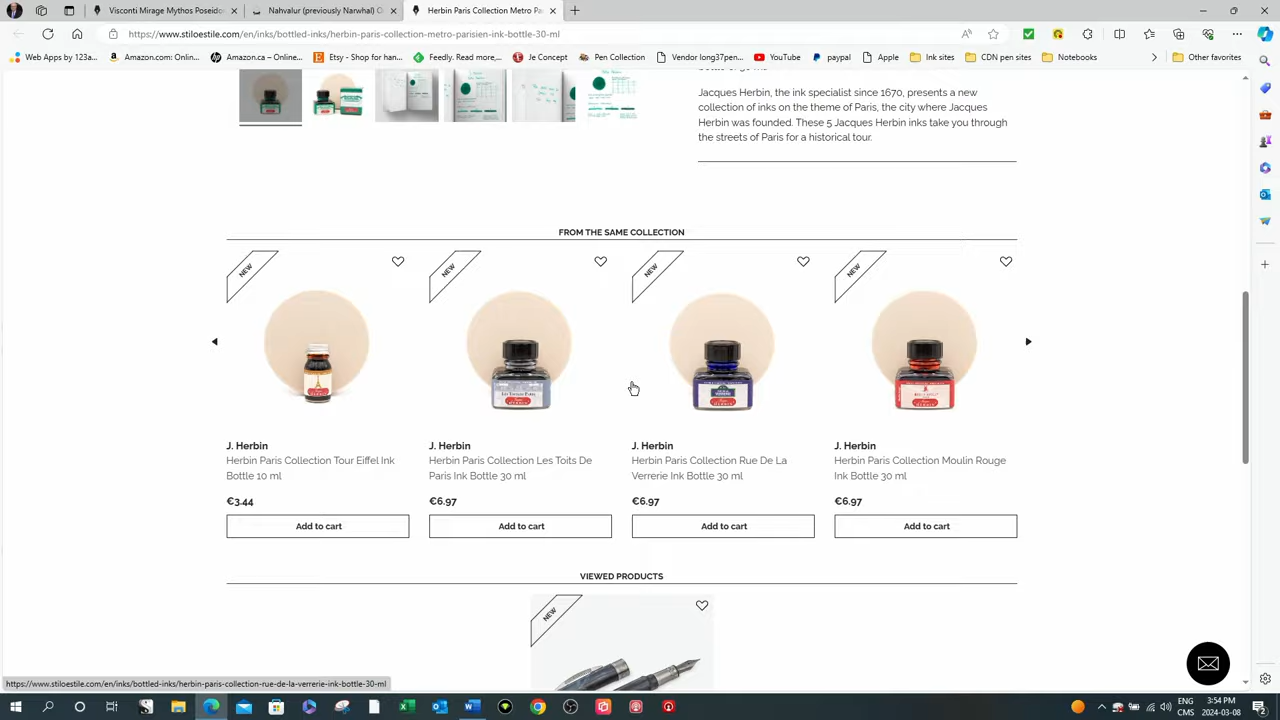 Visconti Mirage Mythos Poseido
Nahvalur (previously Narwhal) O
Herbin Paris Collection Metro Pa
https://www.stiloestile.com/en/inks/bottled-inks/herbin-paris-collection-metro-parisien-ink-bottle-30-ml
Web Apps by 123a...
Amazon.com: Onlin...
Amazon.ca – Online...
Etsy - Shop for han...
Feedly. Read more,...
Je Concept
Pen Collection
Vendor long37pen...
YouTube
paypal
Apple
Ink sites
CDN pen sites
Notebooks
Other favorites
Jacques Herbin, the ink specialist since 1670, presents a new
collection of inks on the theme of Paris, the city where Jacques
Herbin was founded. These 5 Jacques Herbin inks take you through
the streets of Paris for a historical tour.
FROM THE SAME COLLECTION
NEW
NEW
NEW
NEW
J. Herbin
Herbin Paris Collection Tour Eiffel Ink
Bottle 10 ml
€3.44
Add to cart
J. Herbin
Herbin Paris Collection Les Toits De
Paris Ink Bottle 30 ml
€6.97
Add to cart
J. Herbin
Herbin Paris Collection Rue De La
Verrerie Ink Bottle 30 ml
€6.97
Add to cart
J. Herbin
Herbin Paris Collection Moulin Rouge
Ink Bottle 30 ml
€6.97
Add to cart
VIEWED PRODUCTS
NEW
https://www.stiloestile.com/en/inks/bottled-inks/herbin-paris-collection-rue-de-la-verrerie-ink-bottle-30-ml
ENG
CMS
3:54 PM
2024-03-08